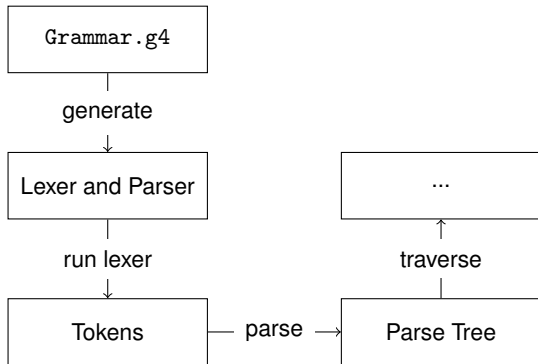 Grammar.g4
generate
Lexer and Parser
...
run lexer
traverse
Tokens
parse
Parse Tree